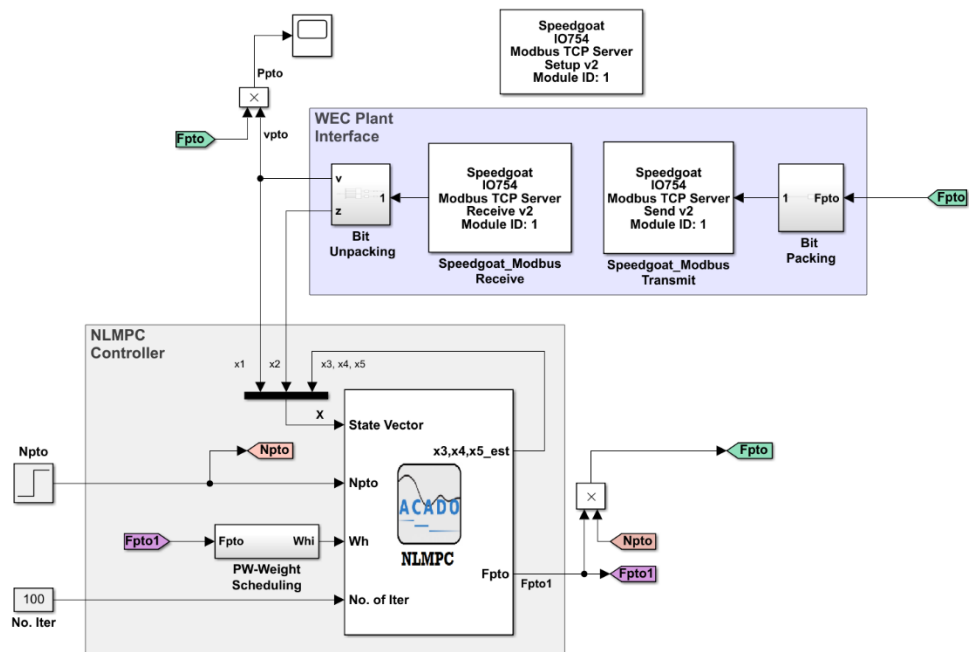 Speedgoat
IO754
Modbus TCP Server
Setup v2
Module ID: 1
Ppto
×
Fpto
vpto
WEC Plant
Interface
v
z
1
Bit
Unpacking
Speedgoat
IO754
Modbus TCP Server
Receive v2
Module ID: 1
Speedgoat_Modbus
Receive
Speedgoat
IO754
Modbus TCP Server
Send v2
Module ID: 1
Speedgoat_Modbus
Transmit
1
Fpto
Bit
Packing
Fpto
NLMPC
Controller
x1
x2
x3, x4, x5
X
State Vector
x3,x4,x5_est
Npto
Npto
Npto
ACADO
NLMPC
Fpto1
Fpto
Whi
PW-Weight
Scheduling
Wh
Fpto
Fpto1
Fpto
×
Npto
Fpto1
100
No. Iter
No. of Iter